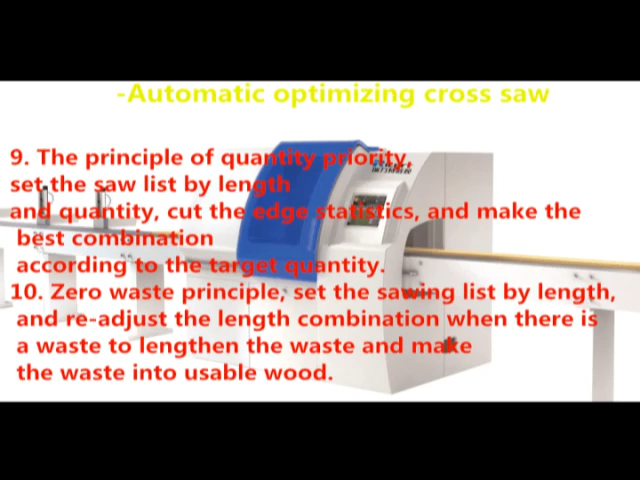 -Automatic optimizing cross saw
9. The principle of quantity priority,
set the saw list by length
and quantity, cut the edge statistics, and make the
best combination
according to the target quantity.
10. Zero waste principle, set the sawing list by length,
and re-adjust the length combination when there is
a waste to lengthen the waste and make
the waste into usable wood.